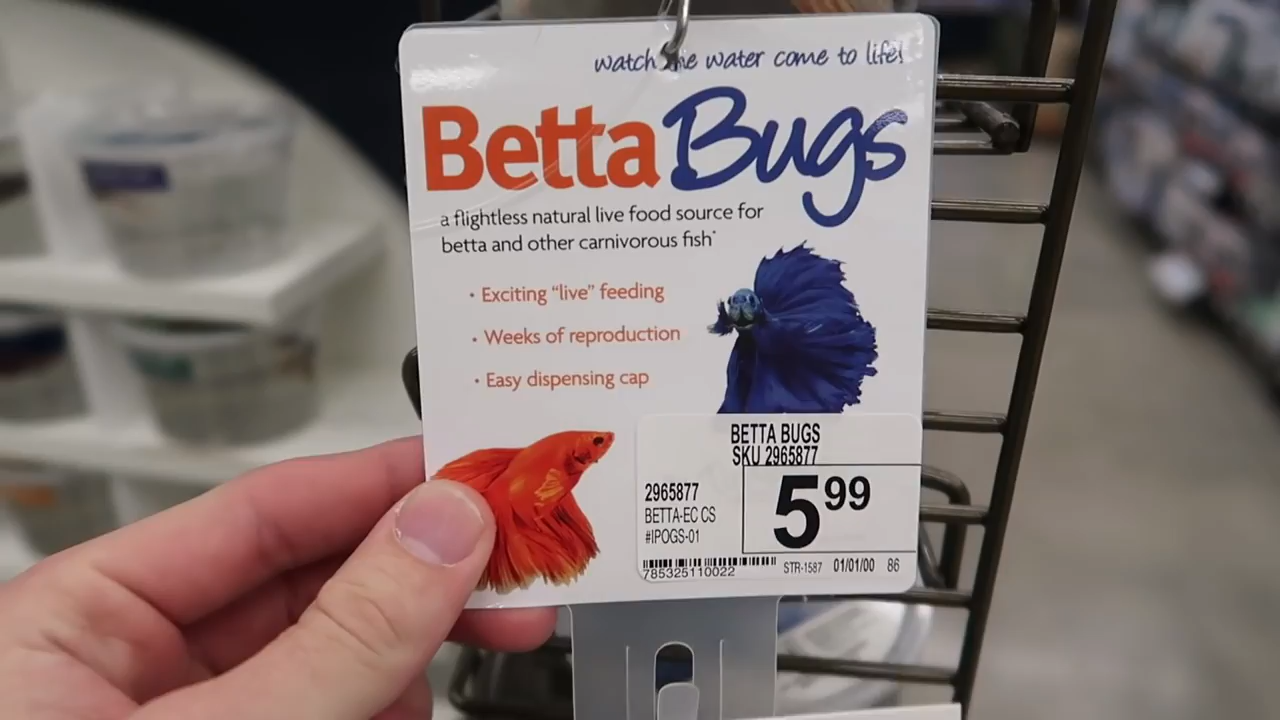 watch the water come to life!
Betta Bugs
a flightless natural live food source for
betta and other carnivorous fish*
• Exciting "live" feeding
• Weeks of reproduction
• Easy dispensing cap
BETTA BUGS
SKU 2965877
2965877
BETTA-EC CS
#IPOGS-01
5 99
785325110022
STR-1587 01/01/00 86